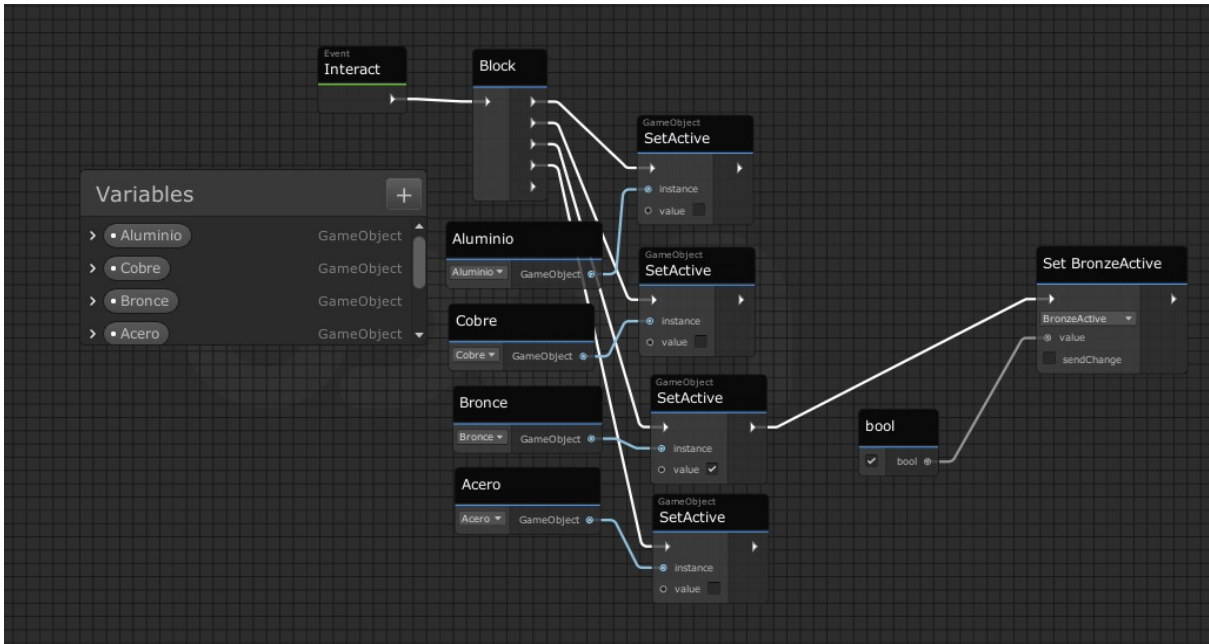 Event
Interact
Block
GameObject
SetActive
instance
value
Variables
+
Aluminio GameObject
Cobre GameObject
Bronce GameObject
Acero GameObject
Aluminio
Aluminio GameObject
GameObject
SetActive
instance
value
Cobre
Cobre GameObject
Bronce
Bronce GameObject
GameObject
SetActive
instance
value
Acero
Acero GameObject
GameObject
SetActive
instance
value
bool
bool
Set BronzeActive
BronzeActive
value
sendChange